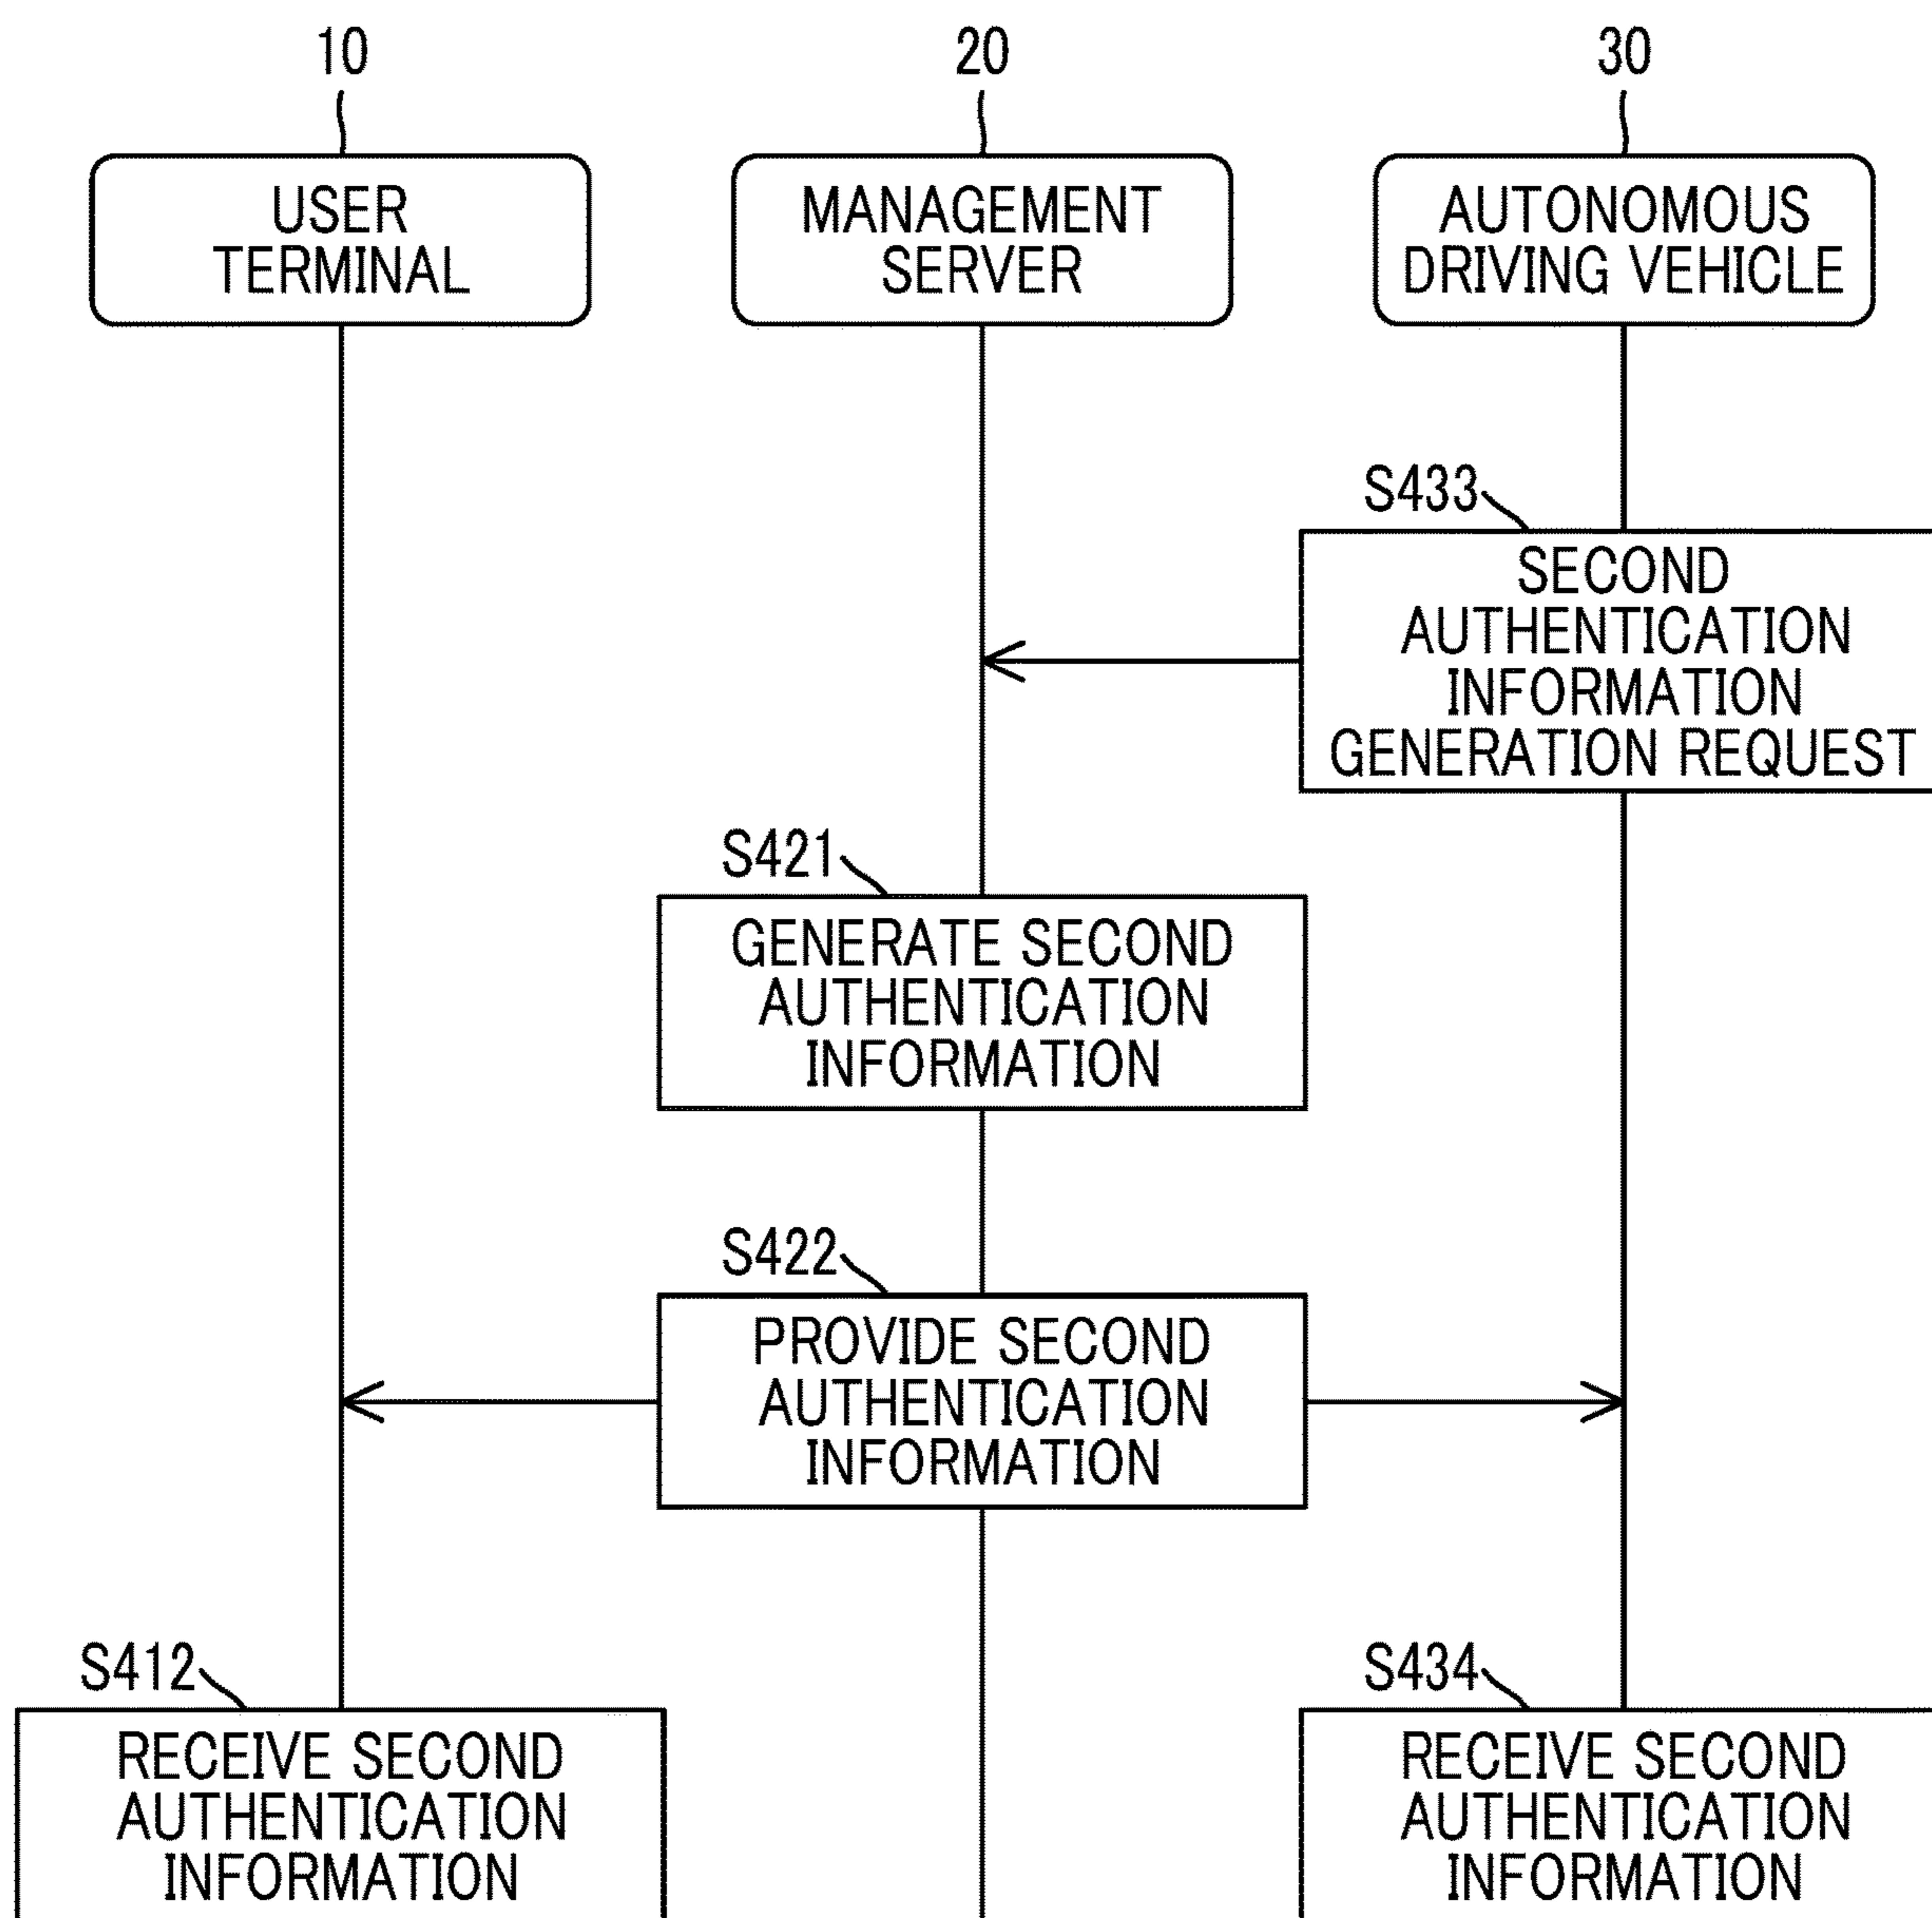 10
20
30
USER
TERMINAL
MANAGEMENT
SERVER
AUTONOMOUS
DRIVING VEHICLE
S433
SECOND
AUTHENTICATION
INFORMATION
GENERATION REQUEST
S421
GENERATE SECOND
AUTHENTICATION
INFORMATION
S422
PROVIDE SECOND
AUTHENTICATION
INFORMATION
S412
RECEIVE SECOND
AUTHENTICATION
INFORMATION
S434
RECEIVE SECOND
AUTHENTICATION
INFORMATION